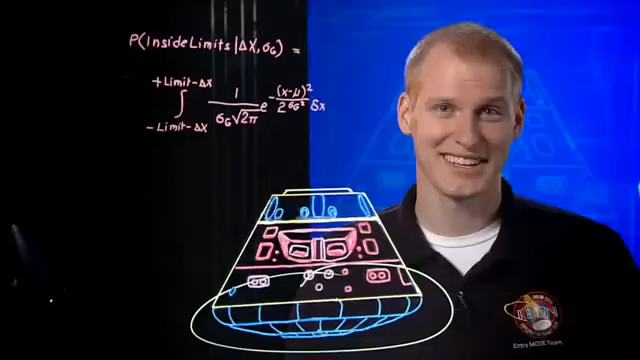 P(InsideLimits|ΔX,σG) =
+Limit-ΔX
∫ 1/(σG√2π) e^-(x-μ)²/2σG² δx
-Limit-ΔX
Entry MODE Team